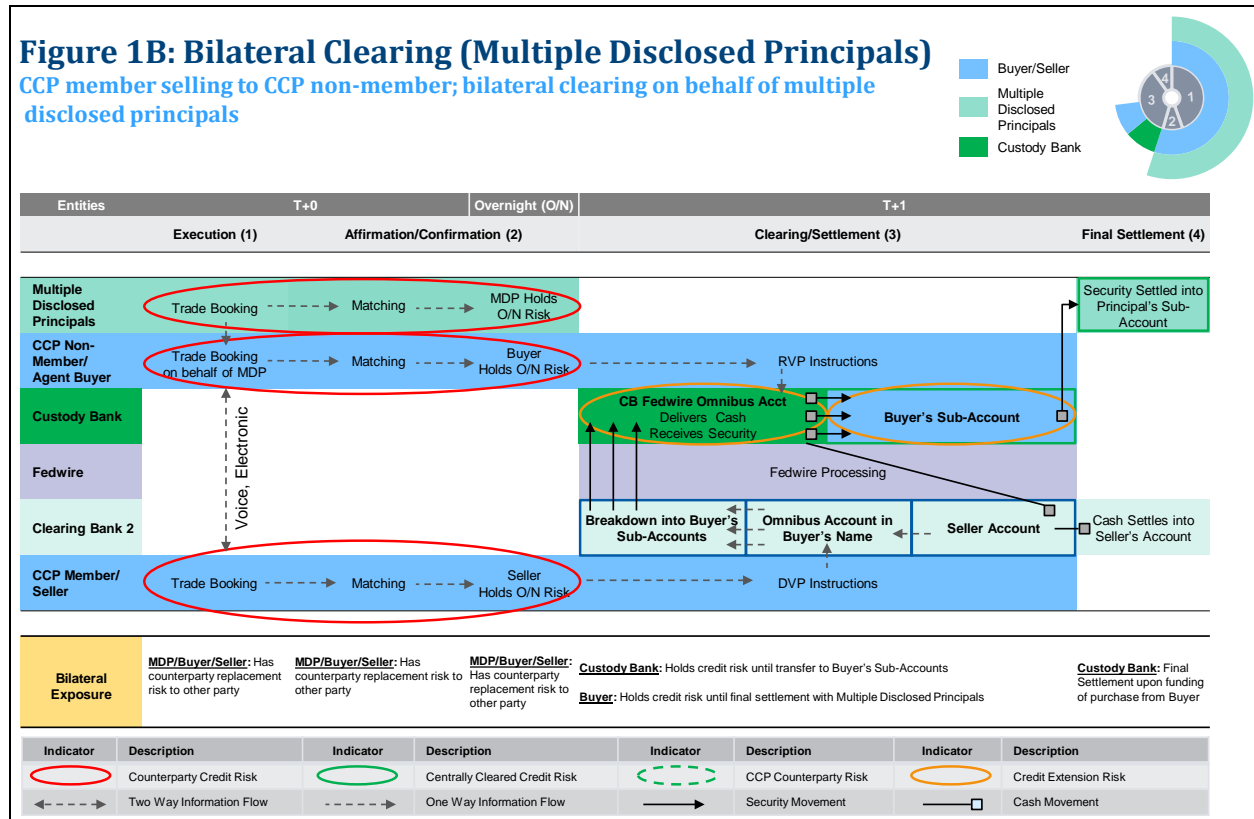 Figure 1B: Bilateral Clearing (Multiple Disclosed Principals)
CCP member selling to CCP non-member; bilateral clearing on behalf of multiple
disclosed principals
Buyer/Seller
Multiple
Disclosed
Principals
Custody Bank
4
1
3
2
Entities
T+0
Overnight (O/N)
T+1
Execution (1)
Affirmation/Confirmation (2)
Clearing/Settlement (3)
Final Settlement (4)
Multiple
Disclosed
Principals
Trade Booking
Matching
MDP Holds
O/N Risk
Security Settled into
Principal's Sub-
Account
CCP Non-
Member/
Agent Buyer
Trade Booking
on behalf of MDP
Matching
Buyer
Holds O/N Risk
RVP Instructions
Custody Bank
CB Fedwire Omnibus Acct
Delivers Cash
Receives Security
Buyer's Sub-Account
Voice, Electronic
Fedwire
Fedwire Processing
Clearing Bank 2
Breakdown into Buyer's
Sub-Accounts
Omnibus Account in
Buyer's Name
Seller Account
Cash Settles into
Seller's Account
CCP Member/
Seller
Trade Booking
Matching
Seller
Holds O/N Risk
DVP Instructions
Bilateral
Exposure
MDP/Buyer/Seller: Has
counterparty replacement
risk to other party
MDP/Buyer/Seller: Has
counterparty replacement risk to
other party
MDP/Buyer/Seller:
Has counterparty
replacement risk to
other party
Custody Bank: Holds credit risk until transfer to Buyer's Sub-Accounts
Buyer: Holds credit risk until final settlement with Multiple Disclosed Principals
Custody Bank: Final
Settlement upon funding
of purchase from Buyer
Indicator
Description
Indicator
Description
Indicator
Description
Indicator
Description
Counterparty Credit Risk
Centrally Cleared Credit Risk
CCP Counterparty Risk
Credit Extension Risk
Two Way Information Flow
One Way Information Flow
Security Movement
Cash Movement